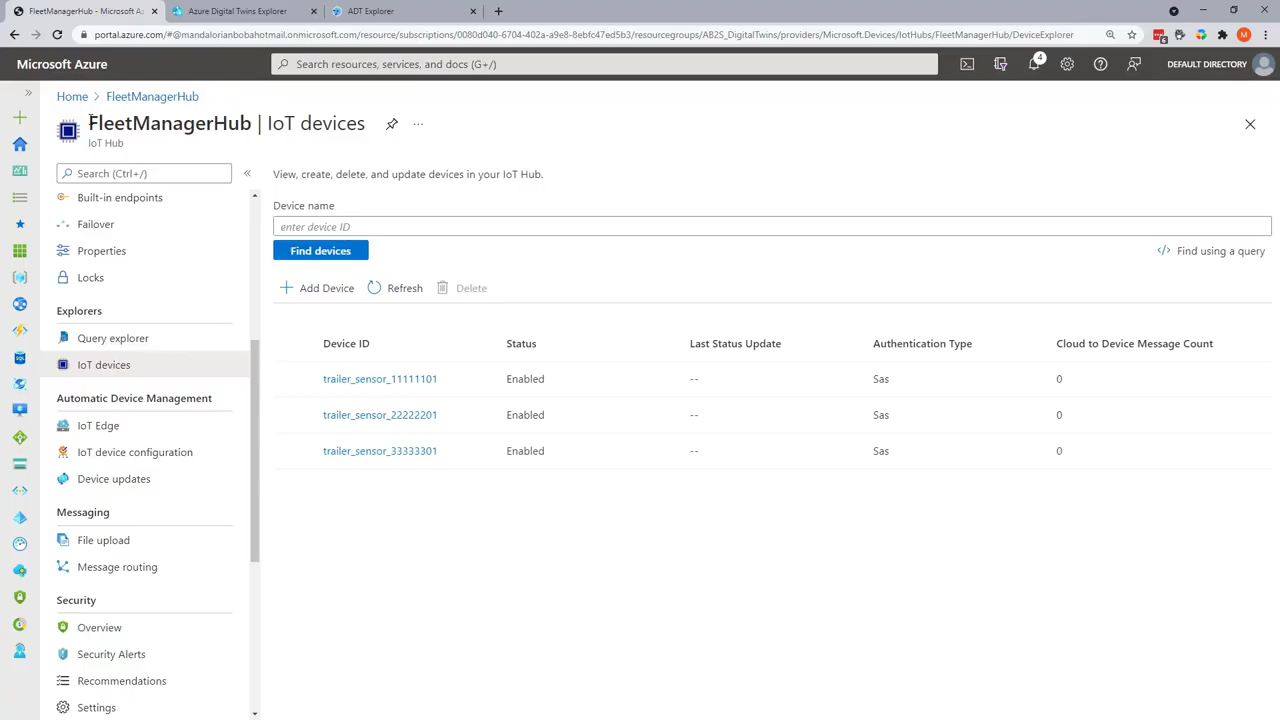 FleetManagerHub - Microsoft Az
Azure Digital Twins Explorer
ADT Explorer
portal.azure.com/#@mandalorianbobahotmail.onmicrosoft.com/resource/subscriptions/0080d040-6704-402a-a9e8-8ebfc47ed5b3/resourcegroups/AB2S_DigitalTwins/providers/Microsoft.Devices/IotHubs/FleetManagerHub/DeviceExplorer
6
M
Microsoft Azure
Search resources, services, and docs (G+/)
4
DEFAULT DIRECTORY
Home > FleetManagerHub
FleetManagerHub | IoT devices
IoT Hub
Search (Ctrl+/)
Built-in endpoints
Failover
Properties
Locks
Explorers
Query explorer
IoT devices
Automatic Device Management
IoT Edge
IoT device configuration
Device updates
Messaging
File upload
Message routing
Security
Overview
Security Alerts
Recommendations
Settings
View, create, delete, and update devices in your IoT Hub.
Device name
enter device ID
Find devices
Find using a query
Add Device Refresh Delete
Device ID Status Last Status Update Authentication Type Cloud to Device Message Count
trailer_sensor_11111101 Enabled -- Sas 0
trailer_sensor_22222201 Enabled -- Sas 0
trailer_sensor_33333301 Enabled -- Sas 0